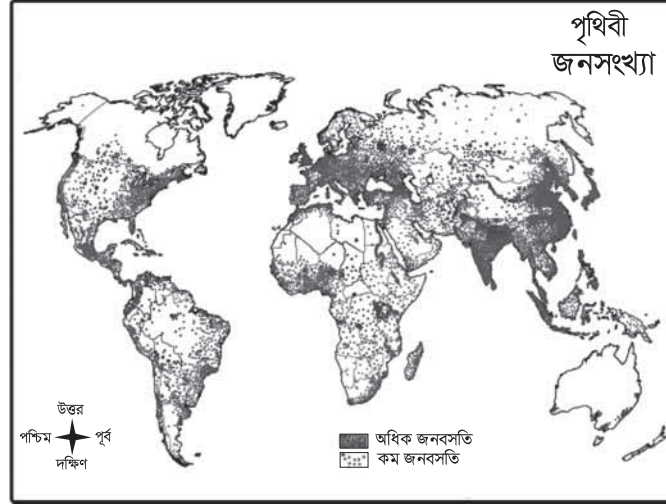 পৃথিবী
জনসংখ্যা
উত্তর
পশ্চিম পূর্ব
দক্ষিণ
অধিক জনবসতি
কম জনবসতি